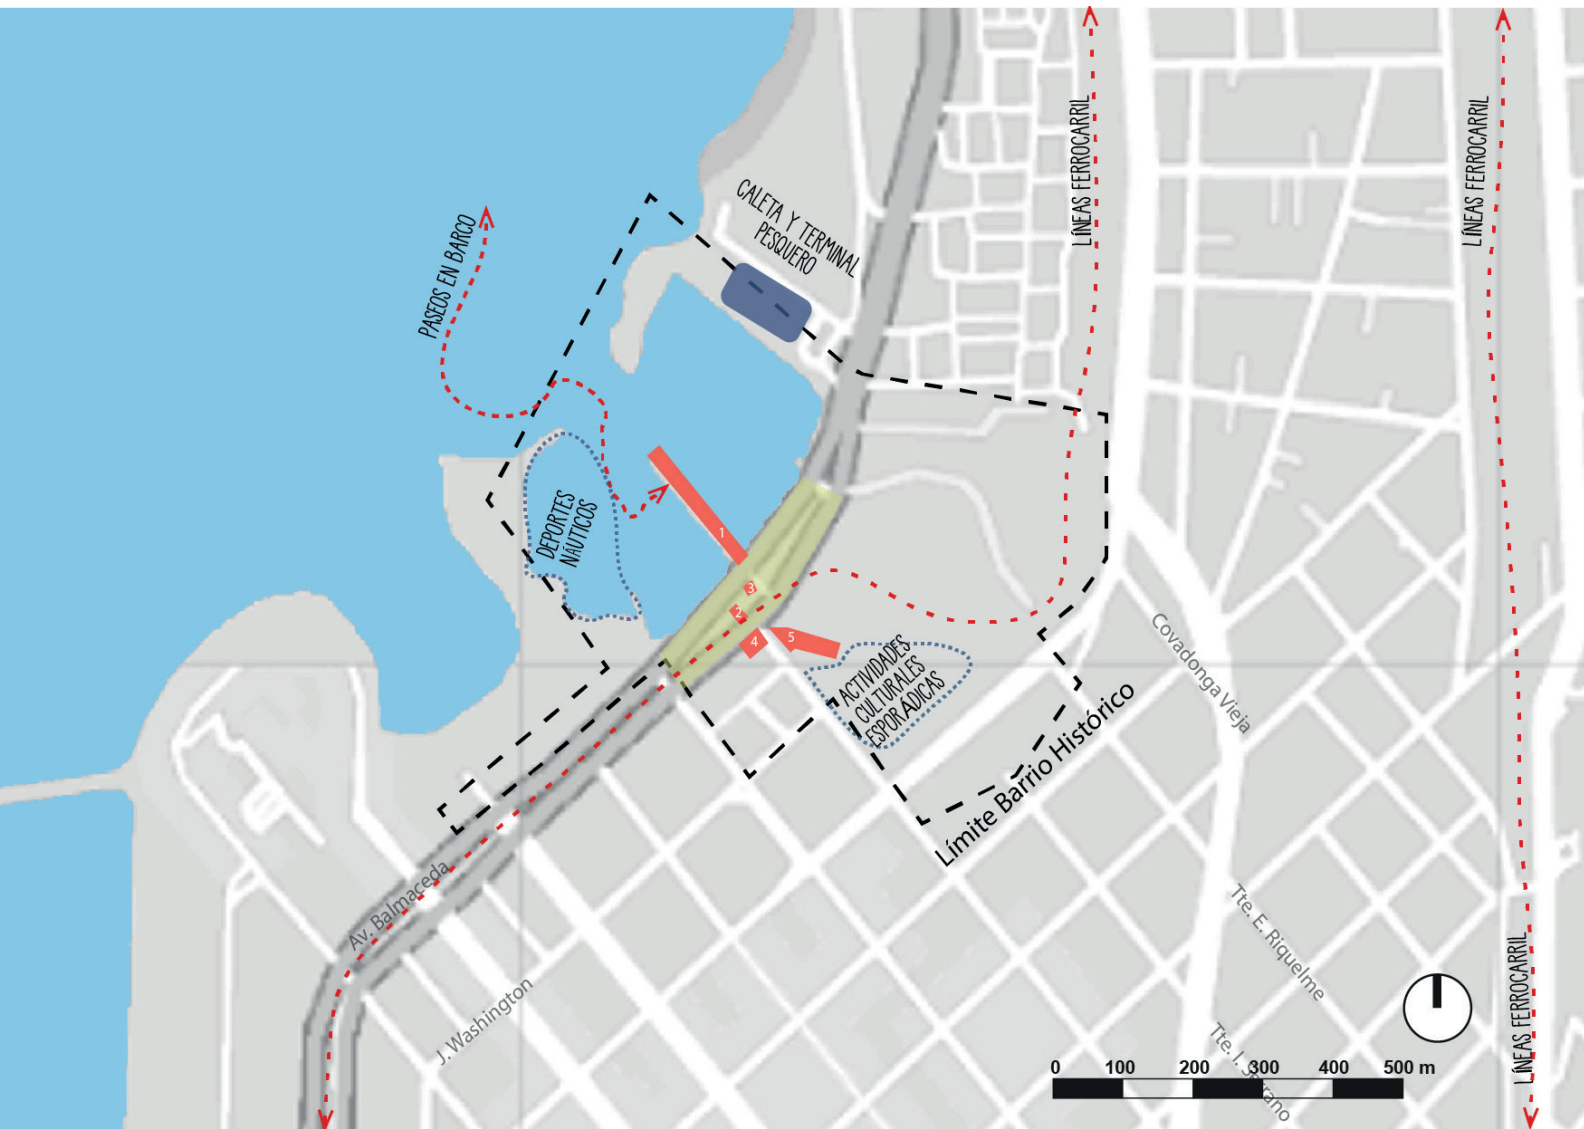 LÍNEAS FERROCARRIL
LÍNEAS FERROCARRIL
CALETA Y TERMINAL
PESQUERO
PASEOS EN BARCO
DEPORTES
NÁUTICOS
1
3
2
4
5
ACTIVIDADES
CULTURALES
ESPORÁDICAS
Covadonga Vieja
Límite Barrio Histórico
Av. Balmaceda
J. Washington
Tte. E. Riquelme
Tte. I. Serrano
LÍNEAS FERROCARRIL
0 100 200 300 400 500 m